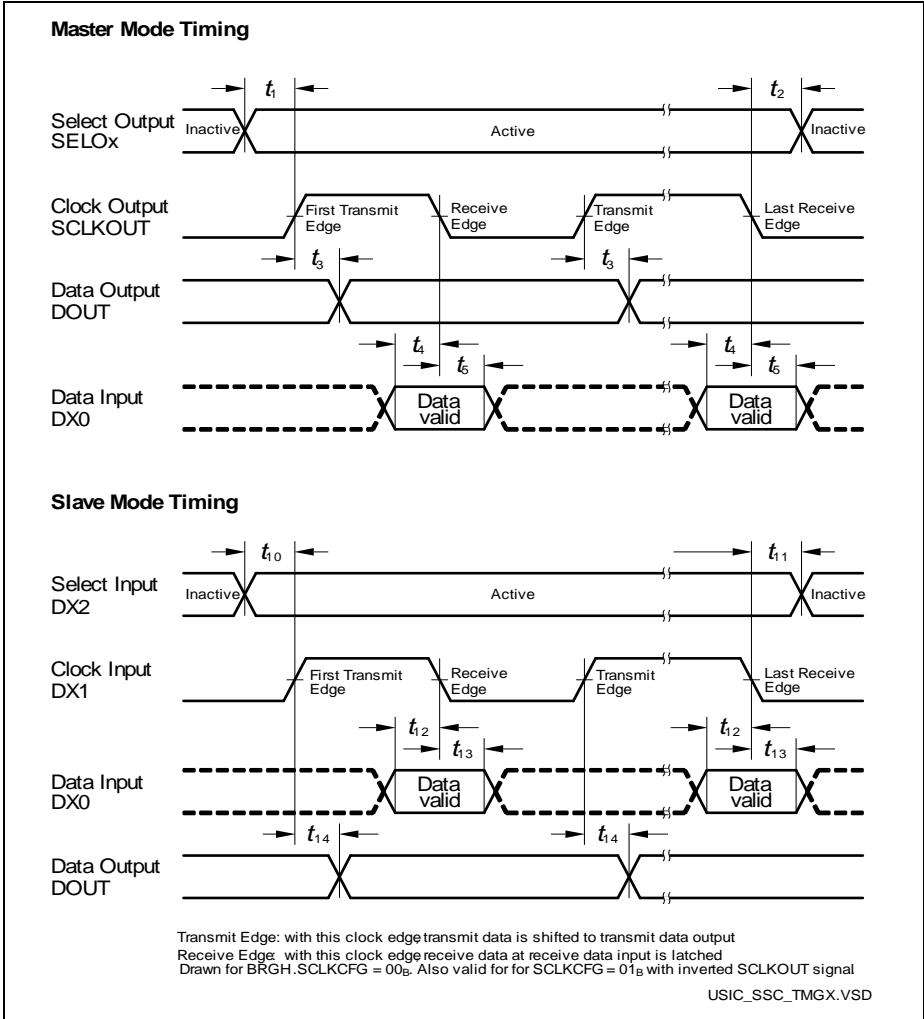 Master Mode Timing
t1
t2
Select Output
SELOx
Inactive
Active
Inactive
Clock Output
SCLKOUT
First Transmit
Edge
Receive
Edge
Transmit
Edge
Last Receive
Edge
t3
t3
Data Output
DOUT
t4
t5
t4
t5
Data Input
DX0
Data
valid
Data
valid
Slave Mode Timing
t10
t11
Select Input
DX2
Inactive
Active
Inactive
Clock Input
DX1
First Transmit
Edge
Receive
Edge
Transmit
Edge
Last Receive
Edge
t12
t13
t12
t13
Data Input
DX0
Data
valid
Data
valid
t14
t14
Data Output
DOUT
Transmit Edge: with this clock edge, transmit data is shifted to transmit data output
Receive Edge: with this clock edge, receive data at receive data input is latched
Drawn for BRGH.SCLKCFG = 00B. Also valid for for SCLKCFG = 01B with inverted SCLKOUT signal
USIC_SSC_TMGX.VSD